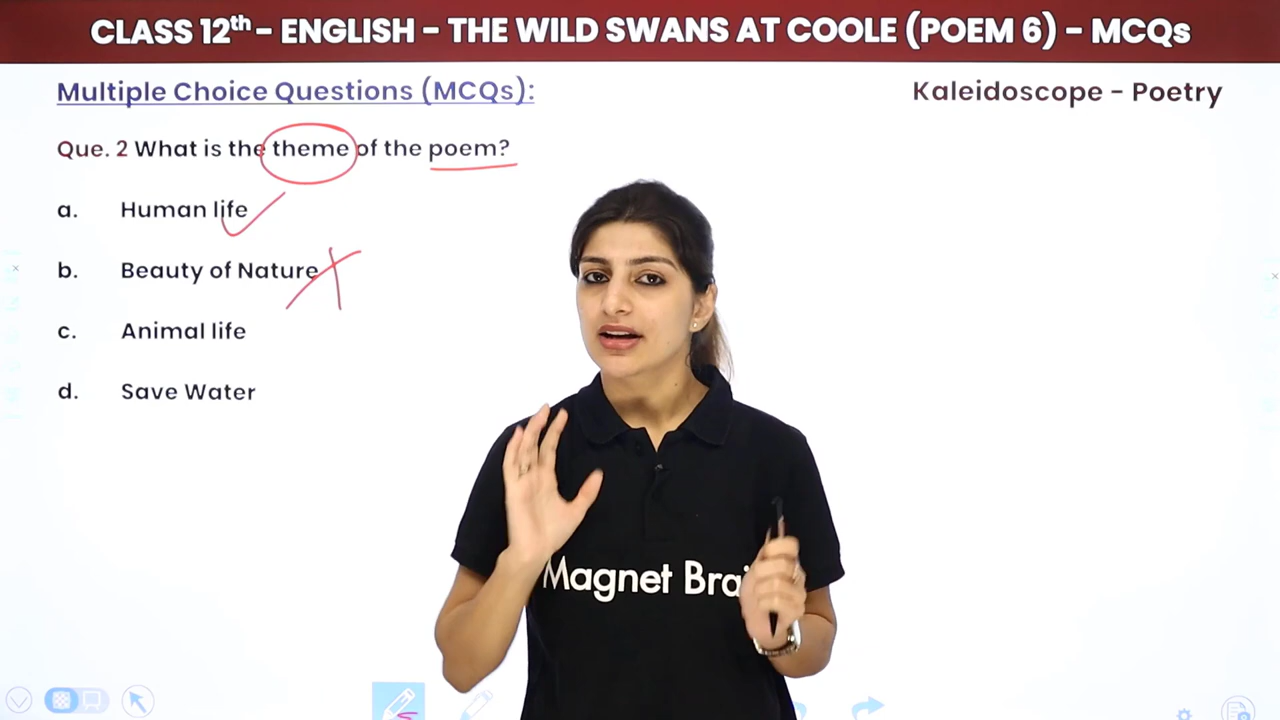 CLASS 12th – ENGLISH – THE WILD SWANS AT COOLE (POEM 6) – MCQs
Multiple Choice Questions (MCQs):
Kaleidoscope - Poetry
Que. 2 What is the theme of the poem?
a. Human life
b. Beauty of Nature
c. Animal life
d. Save Water
Magnet Brai